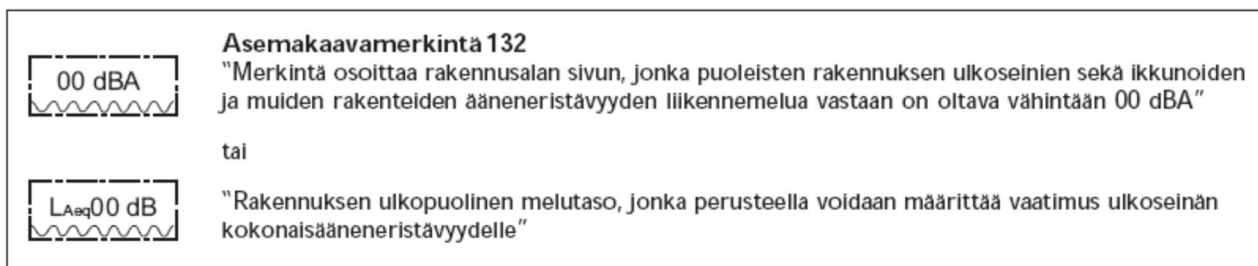 Asemakaavamerkintä 132
00 dBA
"Merkintä osoittaa rakennusalan sivun, jonka puoleisten rakennuksen ulkoseinien sekä ikkunoiden
ja muiden rakenteiden ääneneristävyyden liikennemelua vastaan on oltava vähintään 00 dBA"
tai
LAeq00 dB
"Rakennuksen ulkopuolinen melutaso, jonka perusteella voidaan määrittää vaatimus ulkoseinän
kokonaisääneneristävyydelle"